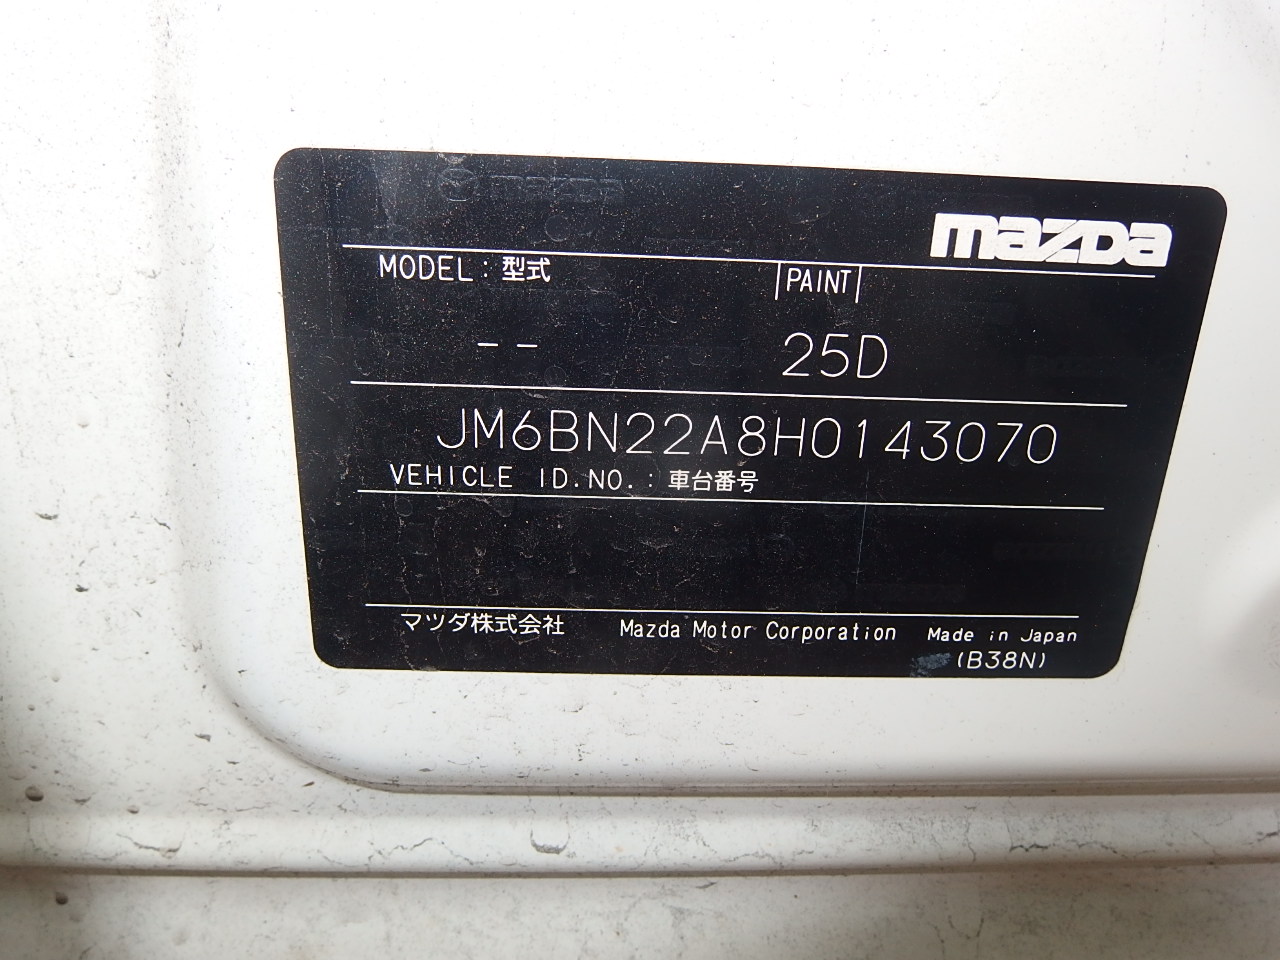 mazda
MODEL : 型式
PAINT
-- 25D
JM6BN22A8H0143070
VEHICLE ID.NO. : 車台番号
マツダ株式会社 Mazda Motor Corporation Made in Japan
(B38N)